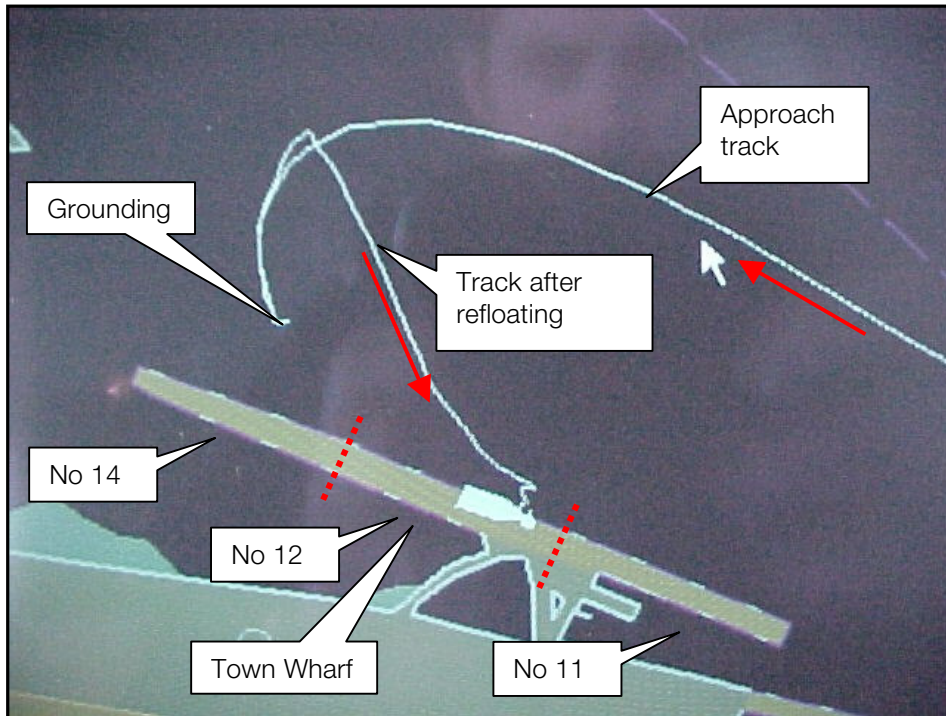 Approach
track
Grounding
Track after
refloating
No 14
No 12
Town Wharf
No 11